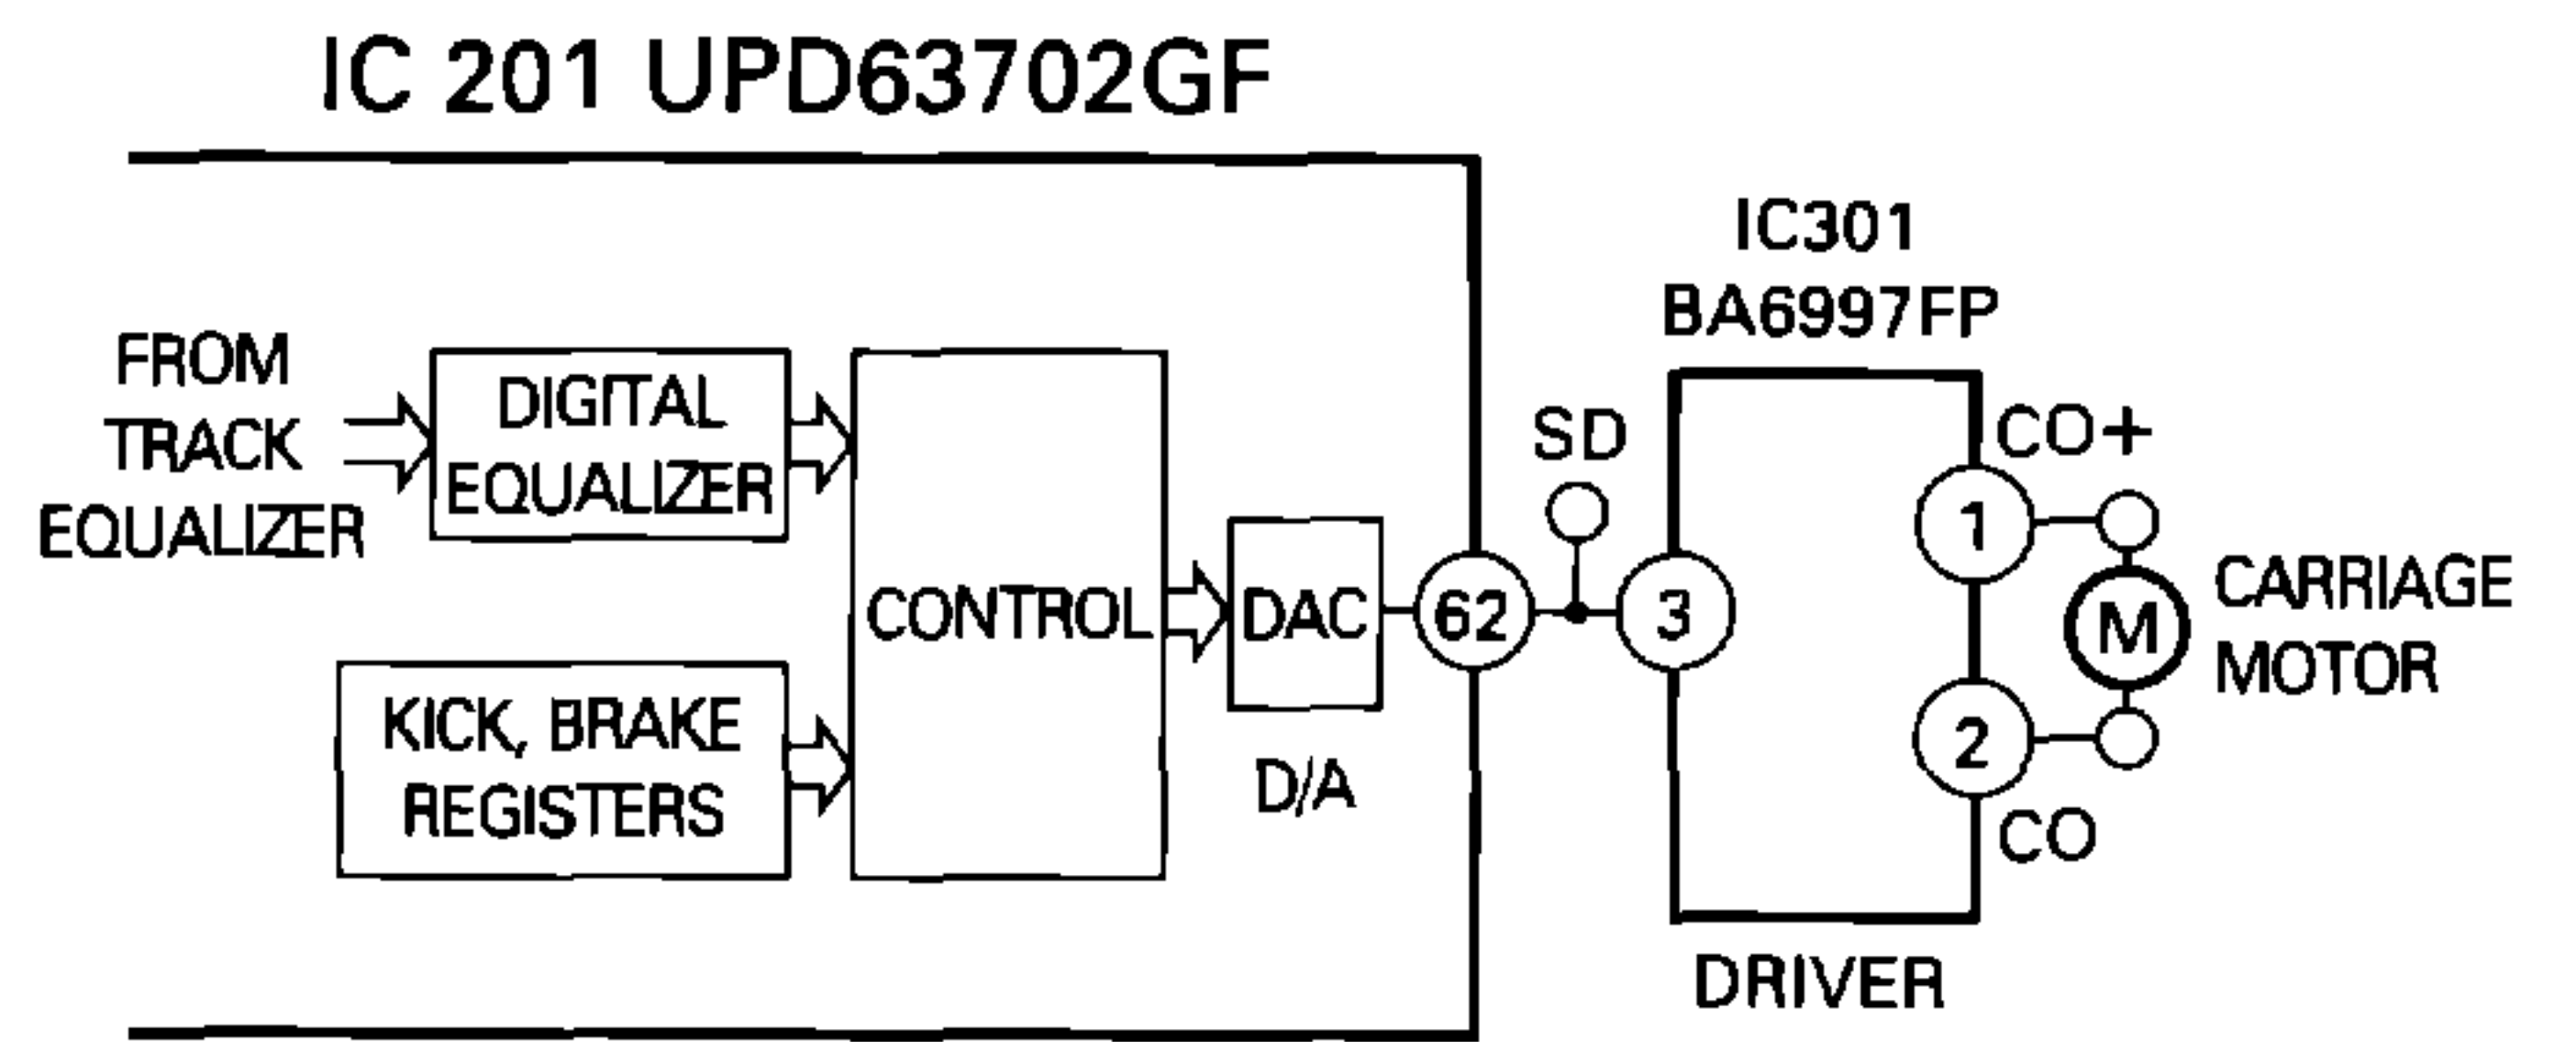 IC 201 UPD63702GF
IC301
BA6997FP
FROM
TRACK
EQUALIZER
DIGITAL
EQUALIZER
KICK, BRAKE
REGISTERS
CONTROL
DAC
D/A
62
SD
3
CO+
1
2
CO
M
CARRIAGE
MOTOR
DRIVER